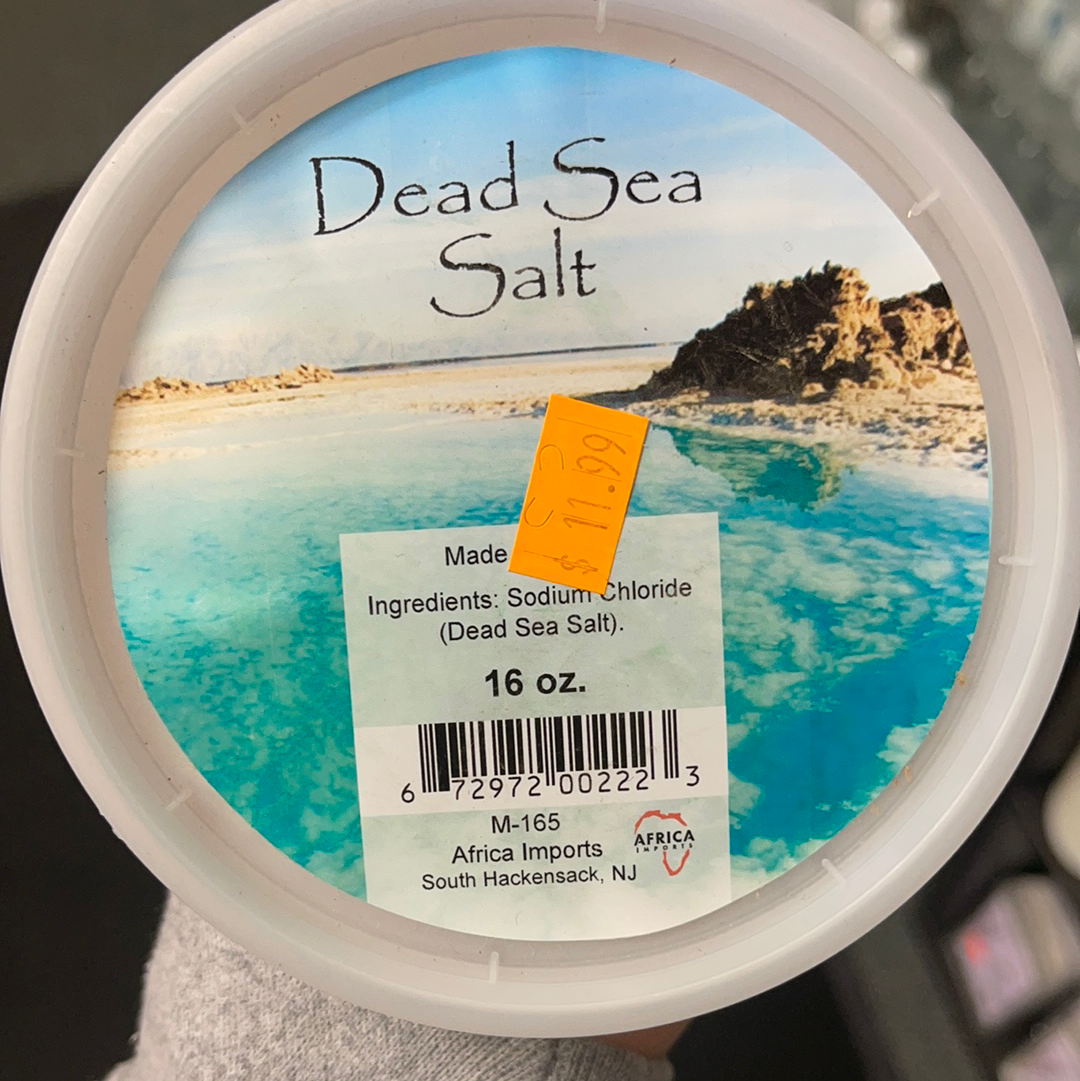 Dead Sea
Salt
$ 11.99
Made
Ingredients: Sodium Chloride
(Dead Sea Salt).
16 oz.
6 72972 00222 3
M-165
Africa Imports
South Hackensack, NJ
AFRICA
IMPORTS